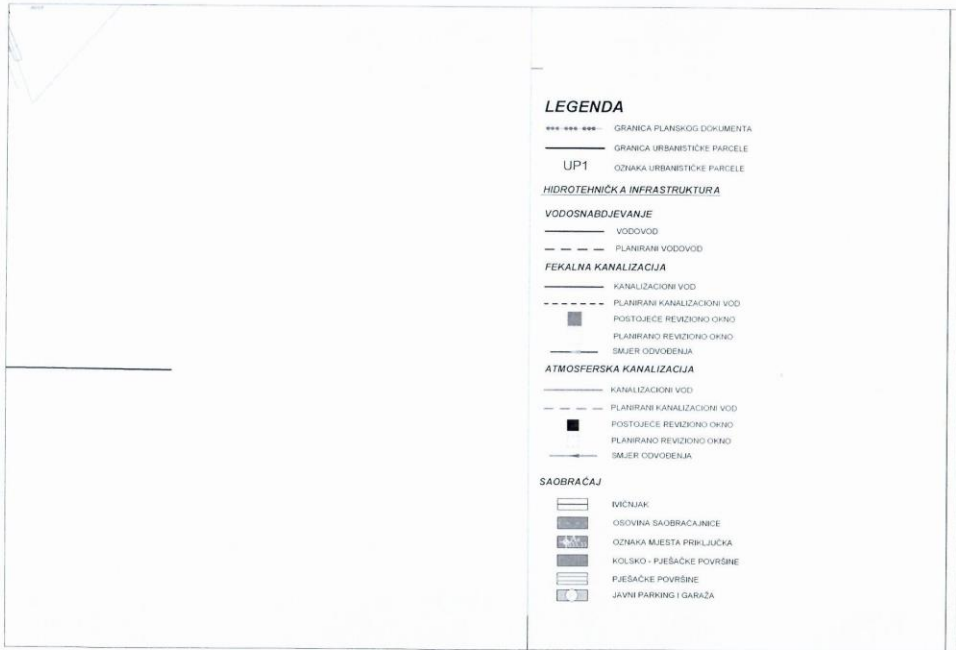 LEGENDA
GRANICA PLANSKOG DOKUMENTA
GRANICA URBANISTIČKE PARCELE
UP1 OZNAKA URBANISTIČKE PARCELE
HIDROTEHNIČKA INFRASTRUKTURA
VODOSNABDJEVANJE
VODOVOD
PLANIRANI VODOVOD
FEKALNA KANALIZACIJA
KANALIZACIONI VOD
PLANIRANI KANALIZACIONI VOD
POSTOJEĆE REVIZIONO OKNO
PLANIRANO REVIZIONO OKNO
SMJER ODVOĐENJA
ATMOSFERSKA KANALIZACIJA
KANALIZACIONI VOD
PLANIRANI KANALIZACIONI VOD
POSTOJEĆE REVIZIONO OKNO
PLANIRANO REVIZIONO OKNO
SMJER ODVOĐENJA
SAOBRAĆAJ
IVIČNJAK
OSOVINA SAOBRAĆAJNICE
OZNAKA MJESTA PRIKLJUČKA
KOLSKO - PJEŠAČKE POVRŠINE
PJEŠAČKE POVRŠINE
JAVNI PARKING I GARAŽA